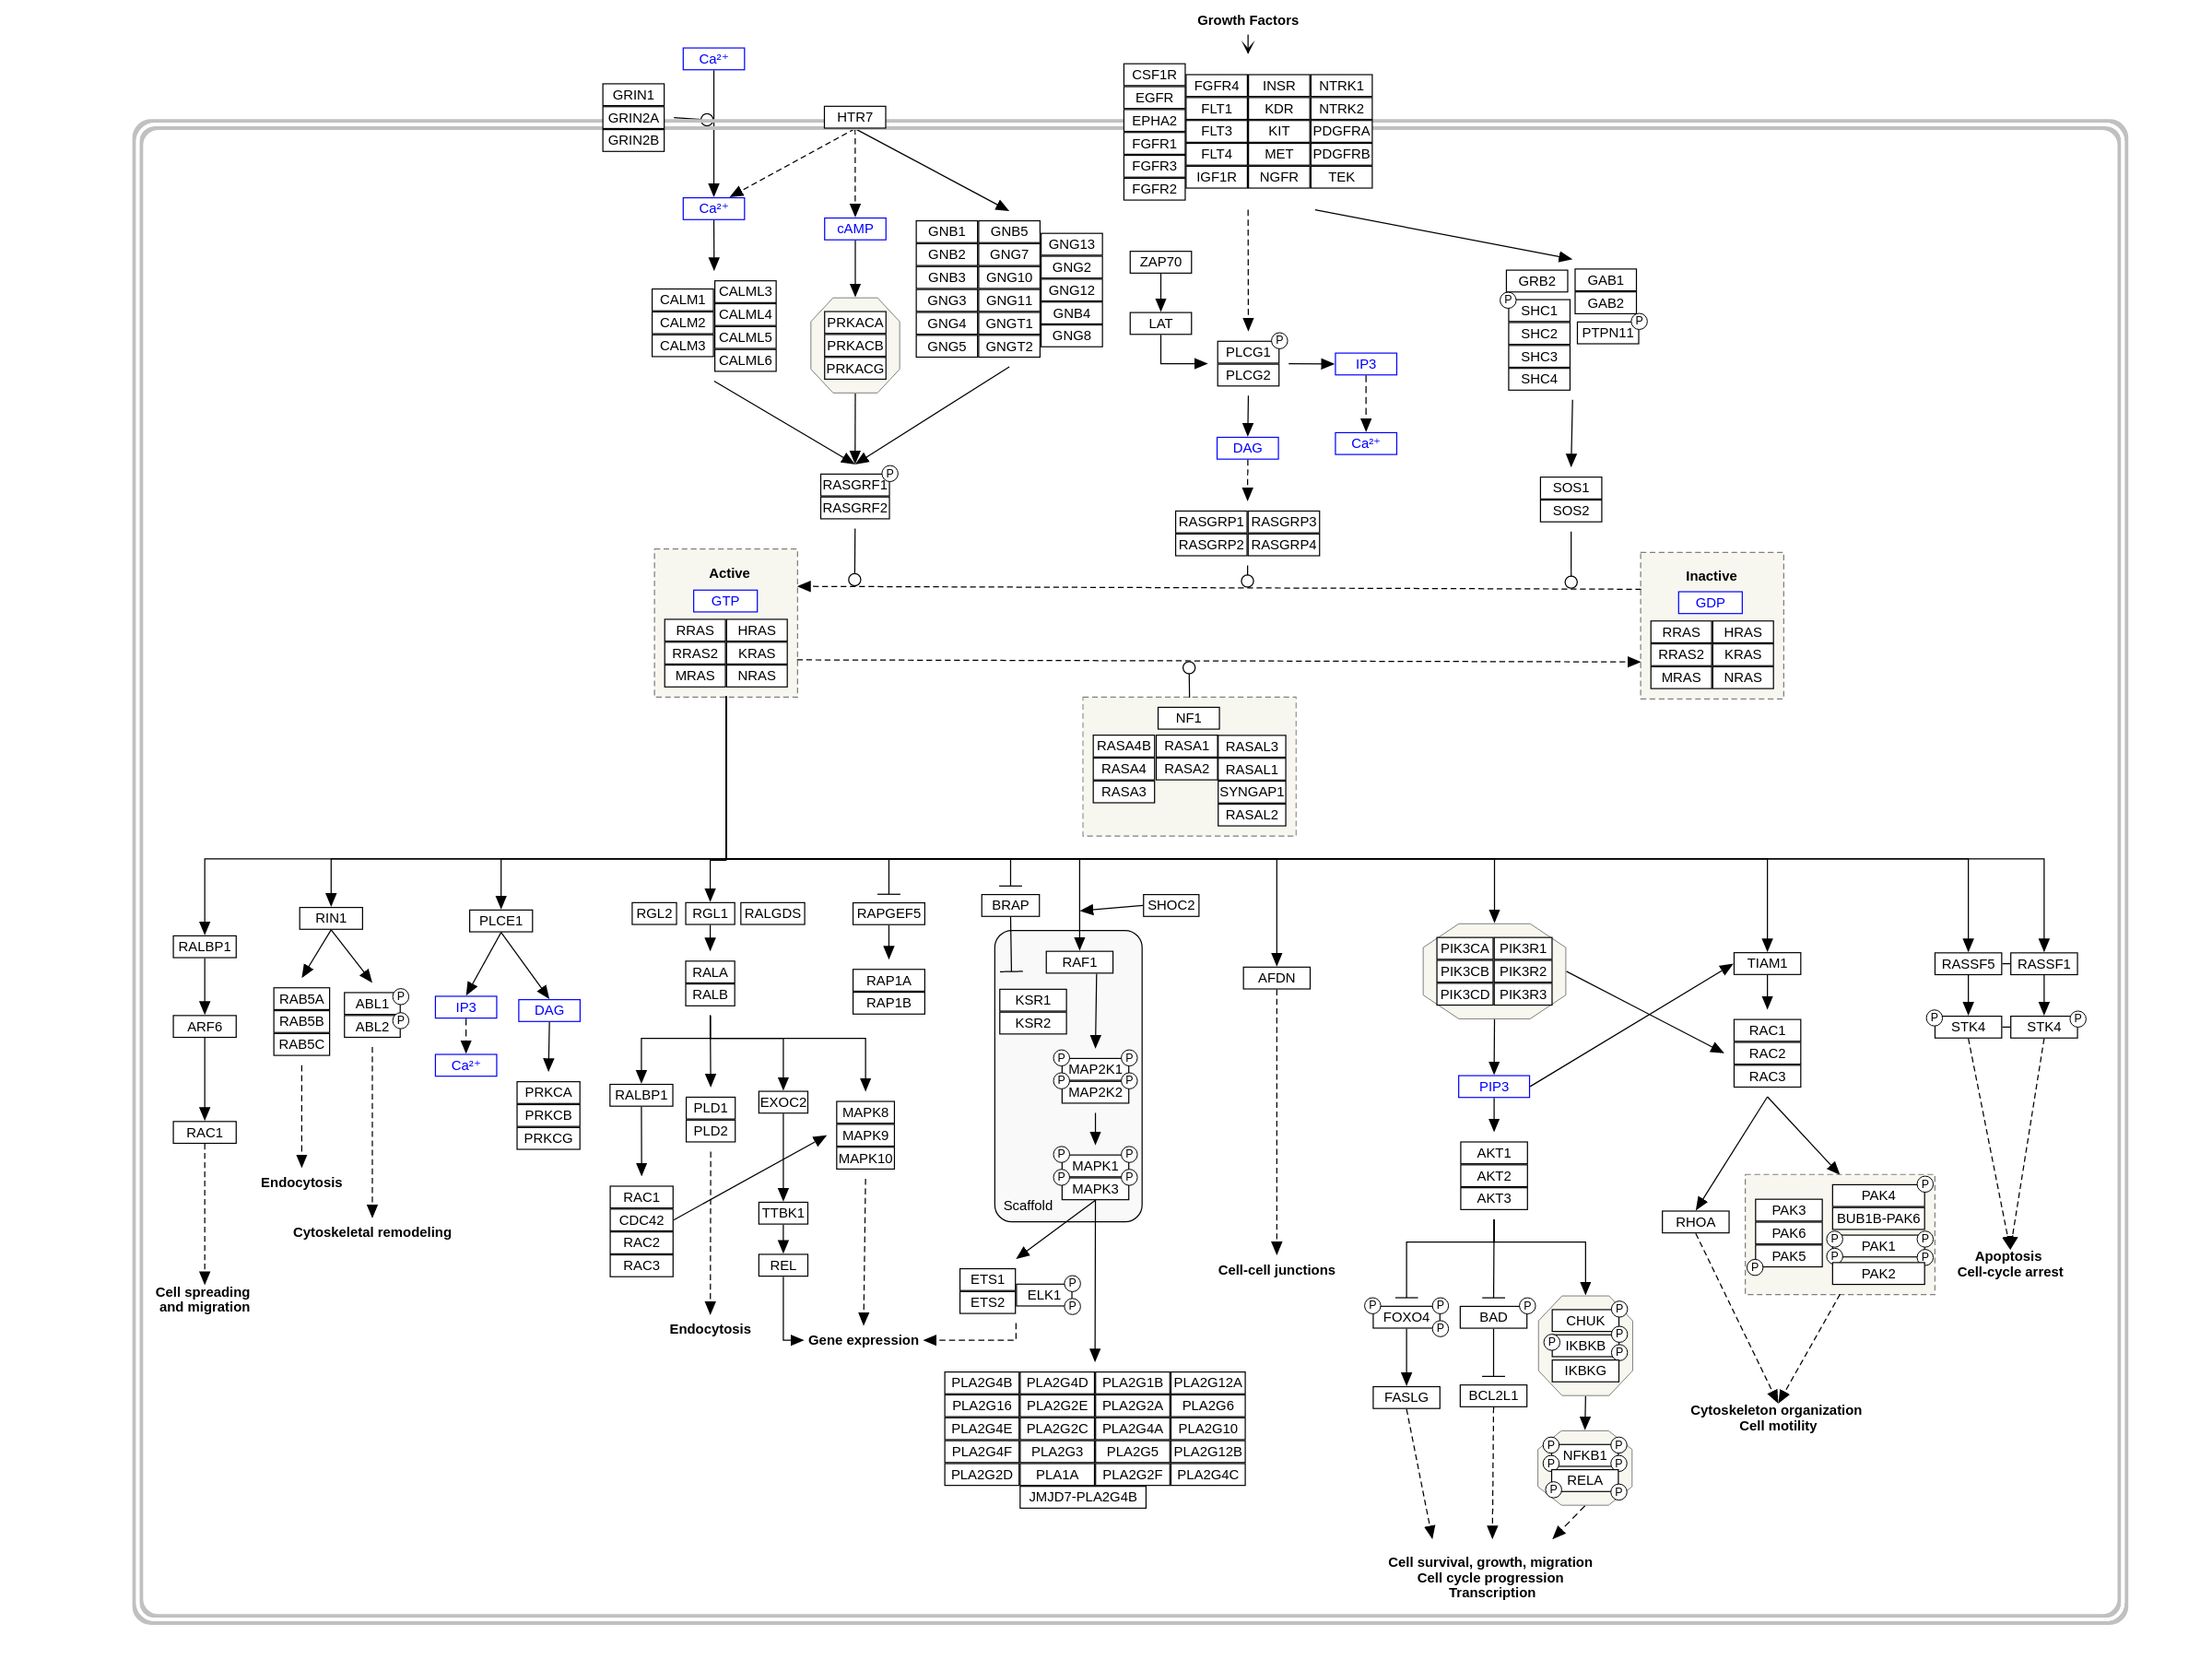 Growth Factors
Ca²⁺
GRIN1
GRIN2A
GRIN2B
HTR7
CSF1R
EGFR
EPHA2
FGFR1
FGFR3
FGFR2
FGFR4
FLT1
FLT3
FLT4
IGF1R
INSR
KDR
KIT
MET
NGFR
NTRK1
NTRK2
PDGFRA
PDGFRB
TEK
Ca²⁺
cAMP
GNB1
GNB2
GNB3
GNG3
GNG4
GNG5
GNB5
GNG7
GNG10
GNG11
GNGT1
GNGT2
GNG13
GNG2
GNG12
GNB4
GNG8
ZAP70
LAT
CALM1
CALM2
CALM3
CALML3
CALML4
CALML5
CALML6
PRKACA
PRKACB
PRKACG
P
PLCG1
PLCG2
IP3
Ca²⁺
DAG
GRB2
P
SHC1
SHC2
SHC3
SHC4
GAB1
GAB2
P
PTPN11
P
RASGRF1
RASGRF2
RASGRP1
RASGRP2
RASGRP3
RASGRP4
SOS1
SOS2
Active
GTP
RRAS
RRAS2
MRAS
HRAS
KRAS
NRAS
Inactive
GDP
RRAS
RRAS2
MRAS
HRAS
KRAS
NRAS
NF1
RASA4B
RASA4
RASA3
RASA1
RASA2
RASAL3
RASAL1
SYNGAP1
RASAL2
RALBP1
ARF6
RAC1
Cell spreading
and migration
RIN1
RAB5A
RAB5B
RAB5C
Endocytosis
P
ABL1
P
ABL2
Cytoskeletal remodeling
PLCE1
IP3
Ca²⁺
DAG
PRKCA
PRKCB
PRKCG
RGL2
RGL1
RALGDS
RALA
RALB
RALBP1
RAC1
CDC42
RAC2
RAC3
PLD1
PLD2
Endocytosis
EXOC2
TTBK1
REL
MAPK8
MAPK9
MAPK10
Gene expression
RAPGEF5
RAP1A
RAP1B
BRAP
SHOC2
RAF1
KSR1
KSR2
P
P
MAP2K1
P
P
MAP2K2
P
P
MAPK1
P
P
MAPK3
Scaffold
ETS1
ETS2
P
ELK1
P
PLA2G4B
PLA2G16
PLA2G4E
PLA2G4F
PLA2G2D
PLA2G4D
PLA2G2E
PLA2G2C
PLA2G3
PLA1A
PLA2G1B
PLA2G2A
PLA2G4A
PLA2G5
PLA2G2F
PLA2G12A
PLA2G6
PLA2G10
PLA2G12B
PLA2G4C
JMJD7-PLA2G4B
AFDN
Cell-cell junctions
PIK3CA
PIK3CB
PIK3CD
PIK3R1
PIK3R2
PIK3R3
PIP3
AKT1
AKT2
AKT3
P
P
FOXO4
P
FASLG
P
BAD
BCL2L1
P
CHUK
P
P
IKBKB
P
IKBKG
P
P
NFKB1
P
P
RELA
P
P
Cell survival, growth, migration
Cell cycle progression
Transcription
TIAM1
RAC1
RAC2
RAC3
RHOA
PAK3
PAK6
PAK5
P
P
PAK4
BUB1B-PAK6
P
P
PAK1
P
P
PAK2
Cytoskeleton organization
Cell motility
RASSF5
RASSF1
P
STK4
P
STK4
Apoptosis
Cell-cycle arrest